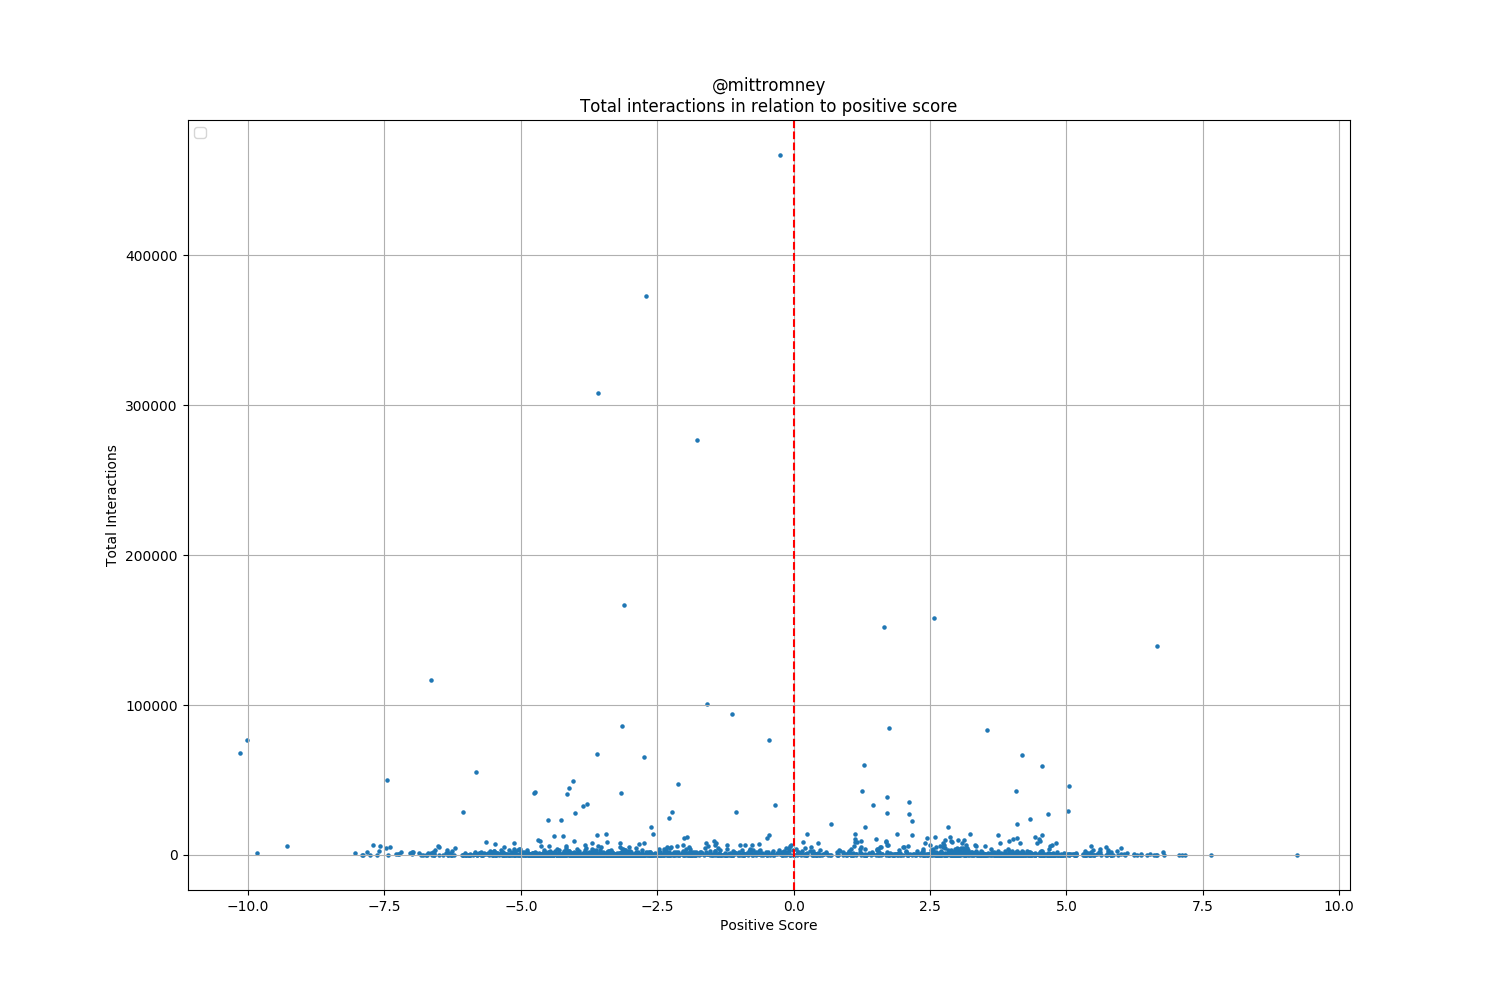 @mittromney
Total interactions in relation to positive score
400000
300000
200000
100000
0
Total Interactions
−10.0 −7.5 −5.0 −2.5 0.0 2.5 5.0 7.5 10.0
Positive Score